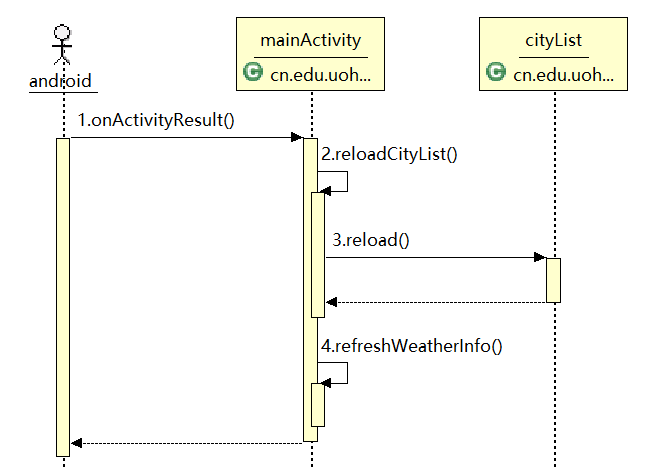 mainActivity
cn.edu.uoh...
cityList
cn.edu.uoh...
android
1.onActivityResult()
2.reloadCityList()
3.reload()
4.refreshWeatherInfo()